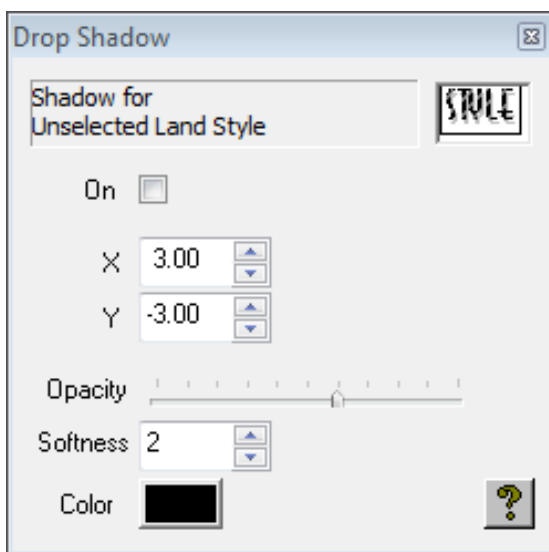 Drop Shadow
Shadow for
Unselected Land Style
STYLE
On
X 3.00
Y -3.00
Opacity
Softness 2
Color
?